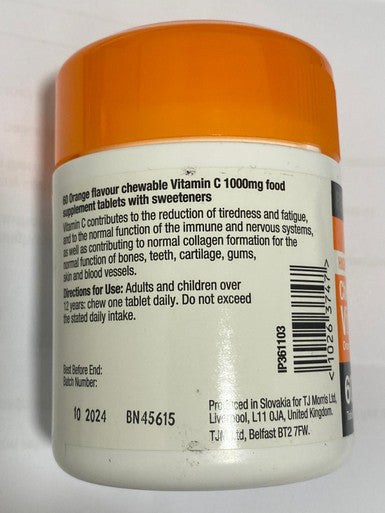 60 Orange flavour chewable Vitamin C 1000mg food
supplement tablets with sweeteners
Vitamin C contributes to the reduction of tiredness and fatigue,
and to the normal function of the immune and nervous systems,
as well as contributing to normal collagen formation for the
normal function of bones, teeth, cartilage, gums,
skin and blood vessels.
Directions for Use: Adults and children over
12 years: chew one tablet daily. Do not exceed
the stated daily intake.
Best Before End:
Batch Number:
10 2024 BN45615
Produced in Slovakia for TJ Morris Ltd,
Liverpool, L11 0JA, United Kingdom.
TJM Ltd, Belfast BT2 7FW.
IP361103